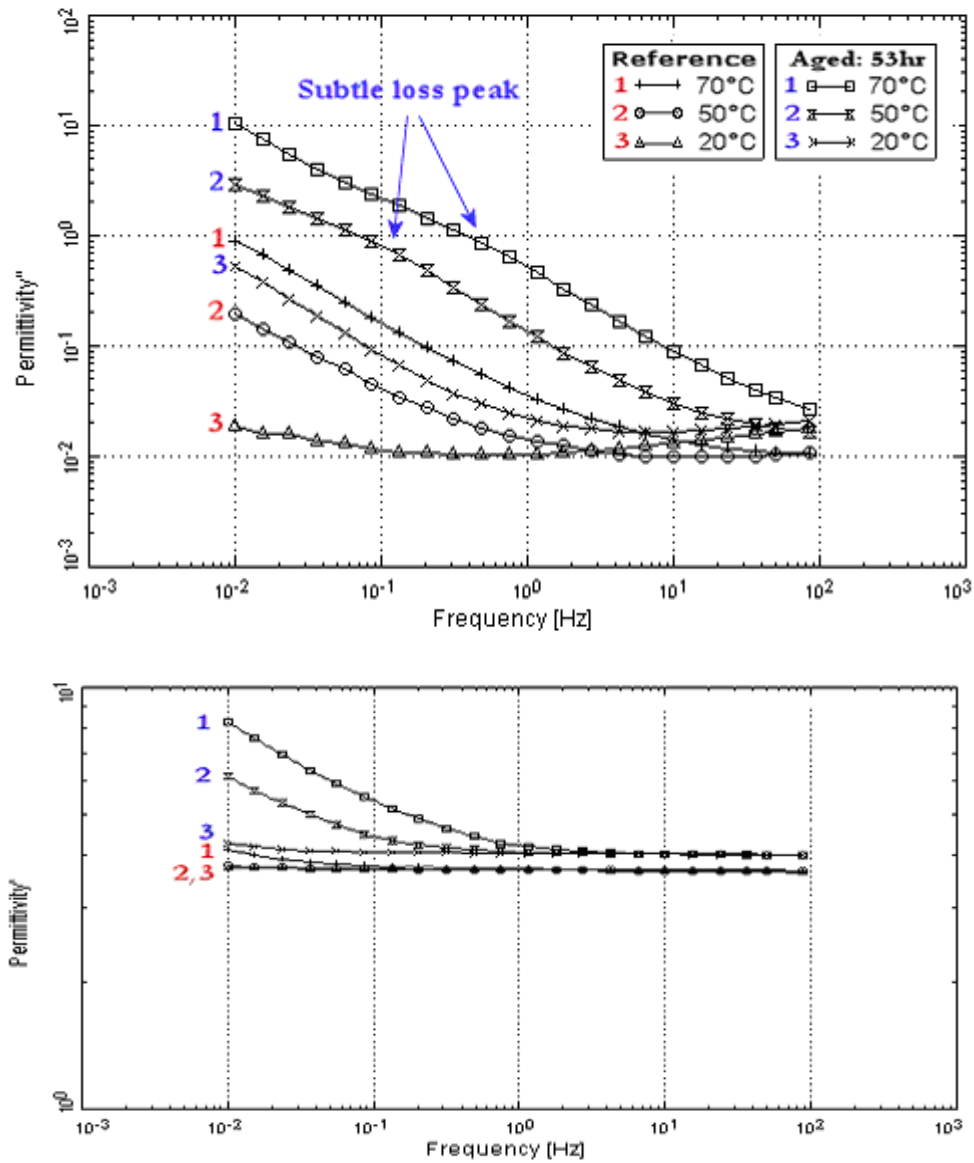 10²
Reference
Aged: 53hr
1 70°C
1 70°C
2 50°C
2 50°C
3 20°C
3 20°C
Subtle loss peak
10¹
1
2
10⁰
1
3
2
10⁻¹
3
10⁻²
10⁻³
Permittivity"
10⁻³ 10⁻² 10⁻¹ 10⁰ 10¹ 10² 10³
Frequency [Hz]
10¹
1
2
3
1
2,3
10⁰
Permittivity'
10⁻³ 10⁻² 10⁻¹ 10⁰ 10¹ 10² 10³
Frequency [Hz]